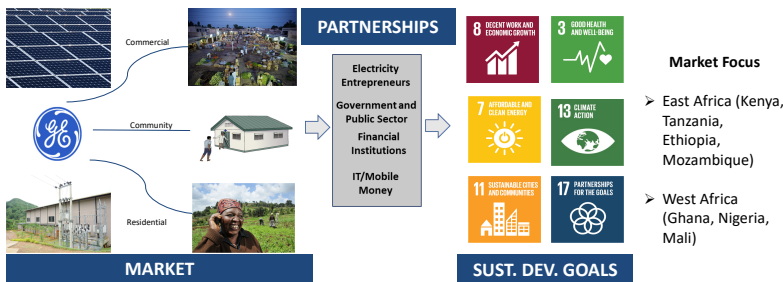 Commercial
Community
Residential
GE
MARKET
PARTNERSHIPS
Electricity
Entrepreneurs
Government and
Public Sector
Financial
Institutions
IT/Mobile
Money
8 DECENT WORK AND
ECONOMIC GROWTH
3 GOOD HEALTH
AND WELL-BEING
7 AFFORDABLE AND
CLEAN ENERGY
13 CLIMATE
ACTION
11 SUSTAINABLE CITIES
AND COMMUNITIES
17 PARTNERSHIPS
FOR THE GOALS
SUST. DEV. GOALS
Market Focus
➢ East Africa (Kenya,
Tanzania,
Ethiopia,
Mozambique)
➢ West Africa
(Ghana, Nigeria,
Mali)